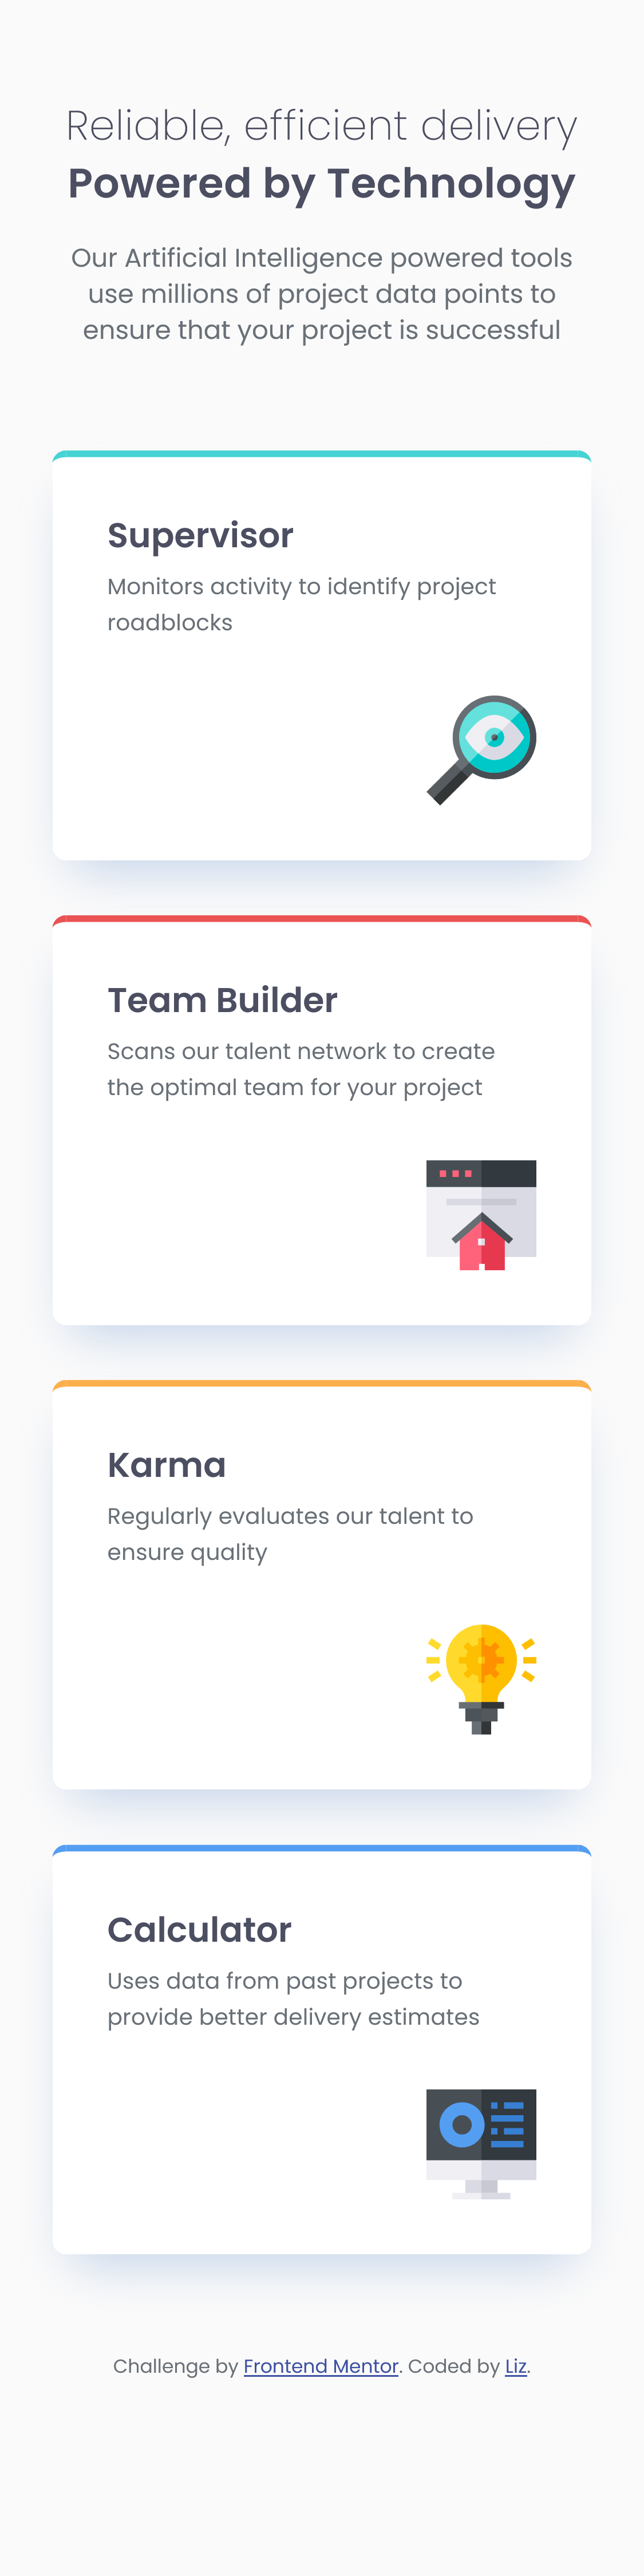 Reliable, efficient delivery
Powered by Technology
Our Artificial Intelligence powered tools
use millions of project data points to
ensure that your project is successful
Supervisor
Monitors activity to identify project
roadblocks
Team Builder
Scans our talent network to create
the optimal team for your project
Karma
Regularly evaluates our talent to
ensure quality
Calculator
Uses data from past projects to
provide better delivery estimates
Challenge by Frontend Mentor. Coded by Liz.